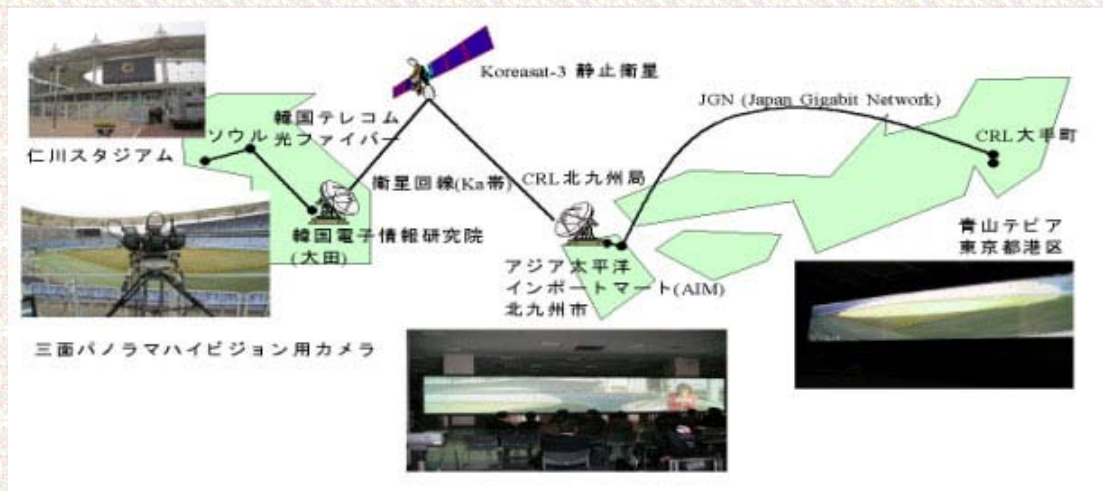 Koreasat-3 静止衛星
JGN (Japan Gigabit Network)
韓国テレコム
光ファイバー
ソウル
仁川スタジアム
CRL大手町
衛星回線(Ka帯)
CRL北九州局
韓国電子情報研究院
(大田)
青山テピア
東京都港区
アジア太平洋
インポートマート(AIM)
北九州市
三面パノラマハイビジョン用カメラ